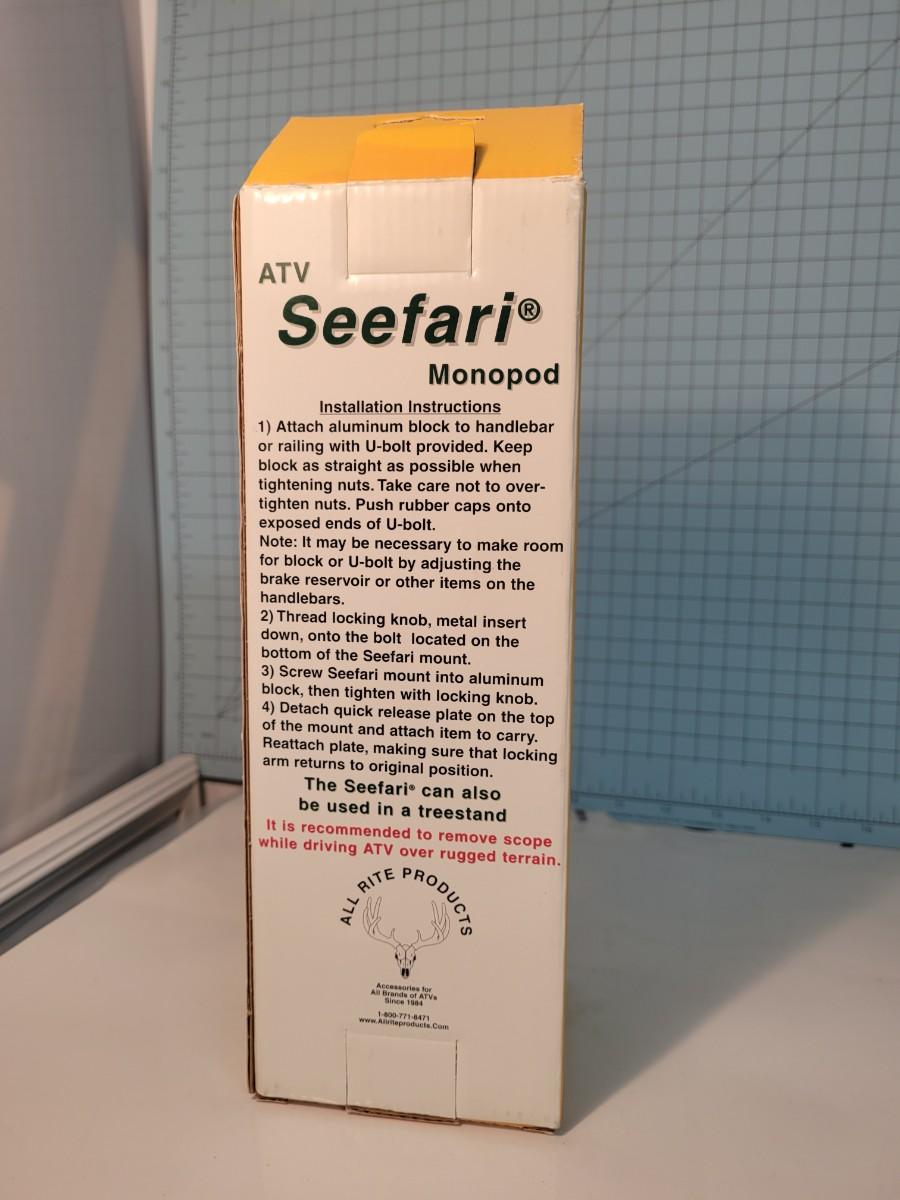 ATV
Seefari®
Monopod
Installation Instructions
1) Attach aluminum block to handlebar
or railing with U-bolt provided. Keep
block as straight as possible when
tightening nuts. Take care not to over-
tighten nuts. Push rubber caps onto
exposed ends of U-bolt.
Note: It may be necessary to make room
for block or U-bolt by adjusting the
brake reservoir or other items on the
handlebars.
2) Thread locking knob, metal insert
down, onto the bolt located on the
bottom of the Seefari mount.
3) Screw Seefari mount into aluminum
block, then tighten with locking knob.
4) Detach quick release plate on the top
of the mount and attach item to carry.
Reattach plate, making sure that locking
arm returns to original position.
The Seefari® can also
be used in a treestand
It is recommended to remove scope
while driving ATV over rugged terrain.
ALL RITE PRODUCTS
Accessories for
All Brands of ATVs
Since 1984
1-800-771-8471
www.Allriteproducts.Com